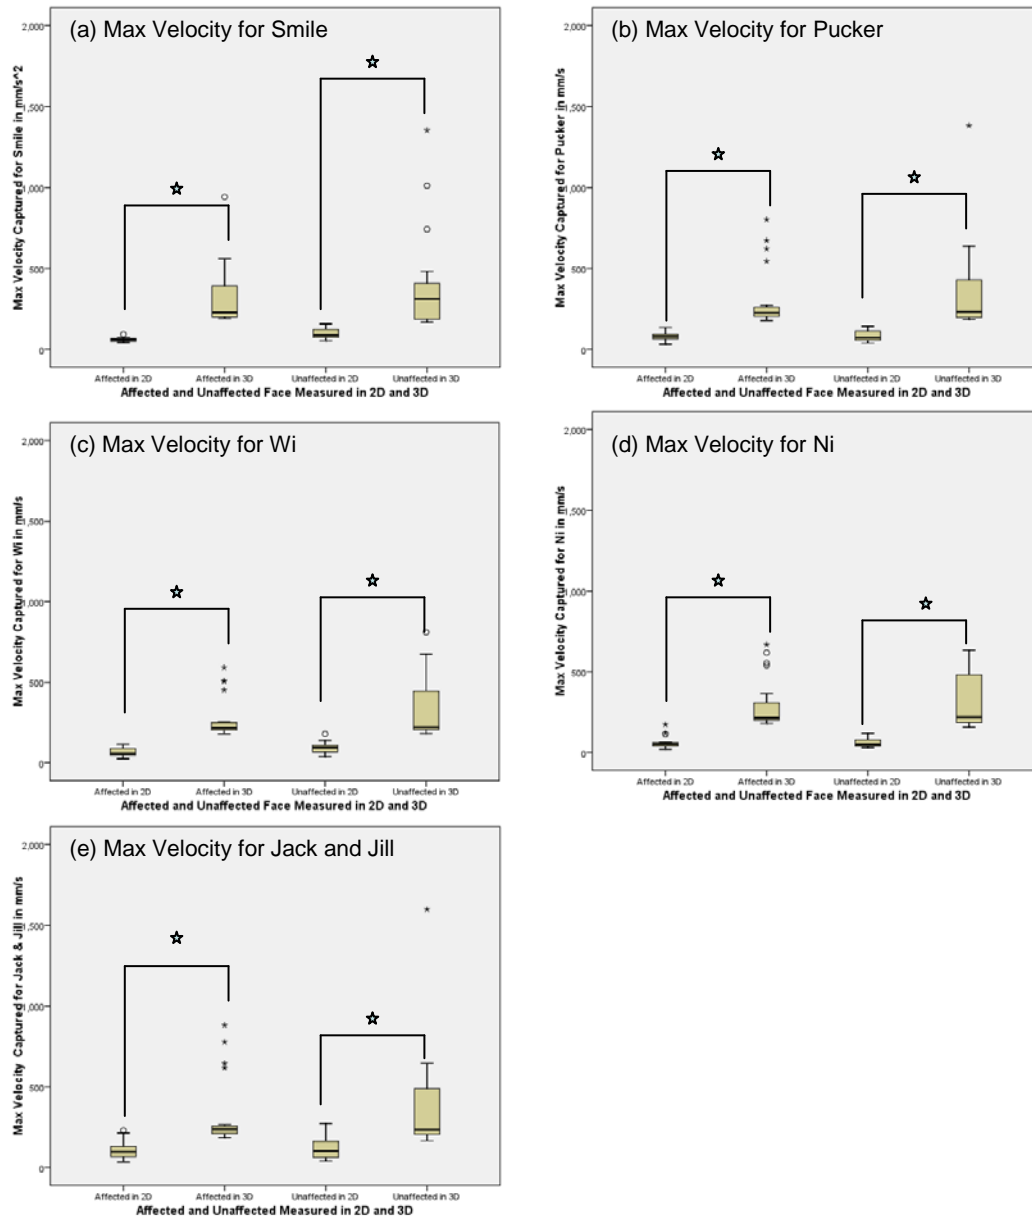 (a) Max Velocity for Smile
Max Velocity Captured for Smile in mm/s^2
2,000
1,500
1,000
500
0
Affected in 2D
Affected in 3D
Unaffected in 2D
Unaffected in 3D
Affected and Unaffected Face Measured in 2D and 3D
(b) Max Velocity for Pucker
Max Velocity Captured for Pucker in mm/s
2,000
1,500
1,000
500
0
Affected in 2D
Affected in 3D
Unaffected in 2D
Unaffected in 3D
Affected and Unaffected Face Measured in 2D and 3D
(c) Max Velocity for Wi
Max Velocity Captured for Wi in mm/s
2,000
1,500
1,000
500
0
Affected in 2D
Affected in 3D
Unaffected in 2D
Unaffected in 3D
Affected and Unaffected Face Measured in 2D and 3D
(d) Max Velocity for Ni
Max Velocity Captured for Ni in mm/s
2,000
1,500
1,000
500
0
Affected in 2D
Affected in 3D
Unaffected in 2D
Unaffected in 3D
Affected and Unaffected Face Measured in 2D and 3D
(e) Max Velocity for Jack and Jill
Max Velocity Captured for Jack & Jill in mm/s
2,000
1,500
1,000
500
0
Affected in 2D
Affected in 3D
Unaffected in 2D
Unaffected in 3D
Affected and Unaffected Measured in 2D and 3D